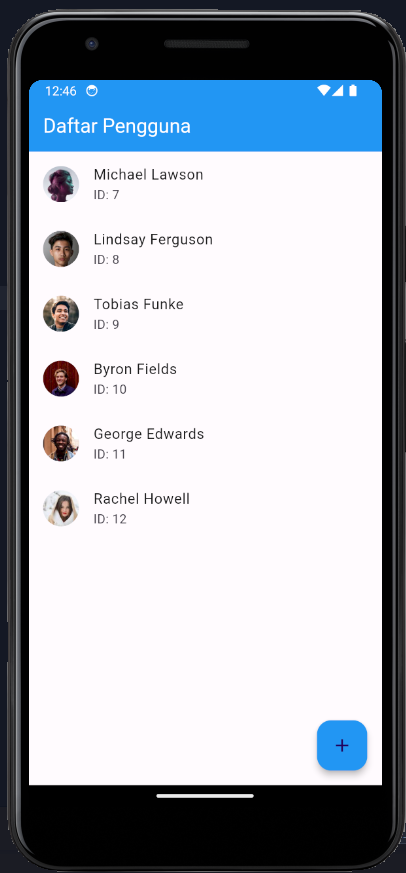 12:46
Daftar Pengguna
Michael Lawson
ID: 7
Lindsay Ferguson
ID: 8
Tobias Funke
ID: 9
Byron Fields
ID: 10
George Edwards
ID: 11
Rachel Howell
ID: 12
+